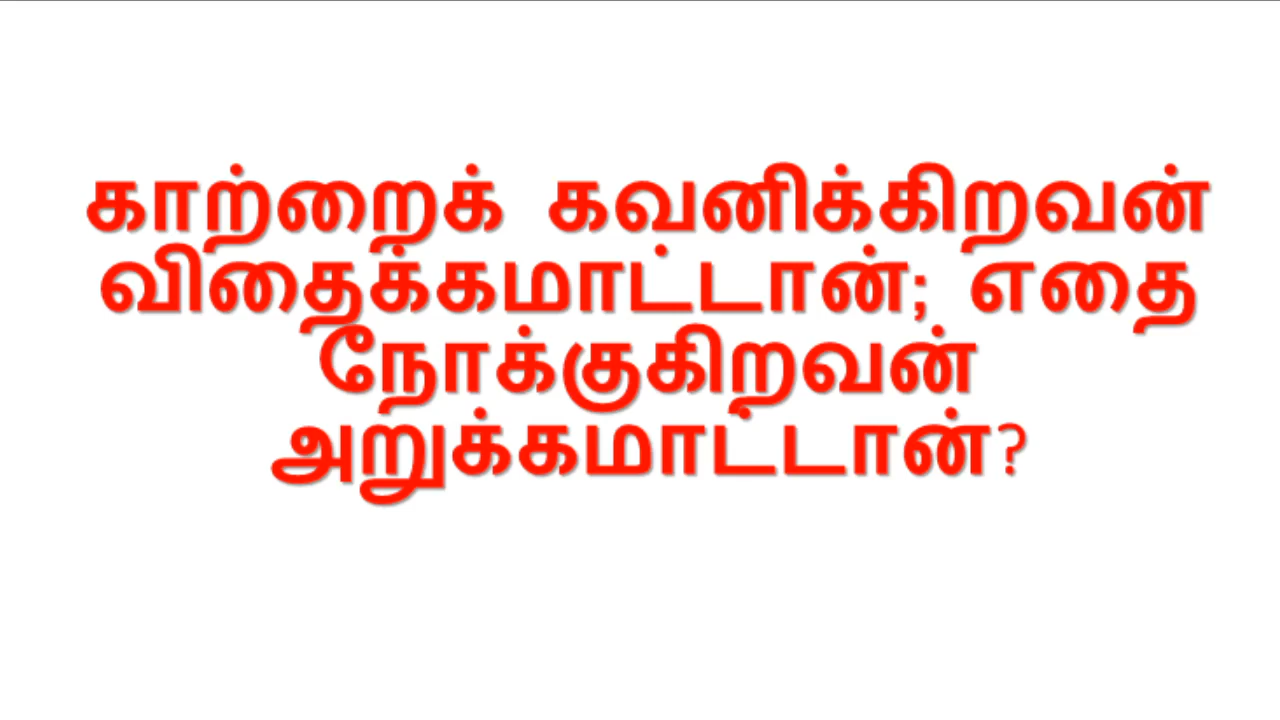 காற்றைக் கவனிக்கிறவன்
விதைக்கமாட்டான்; எதை
நோக்குகிறவன்
அறுக்கமாட்டான்?